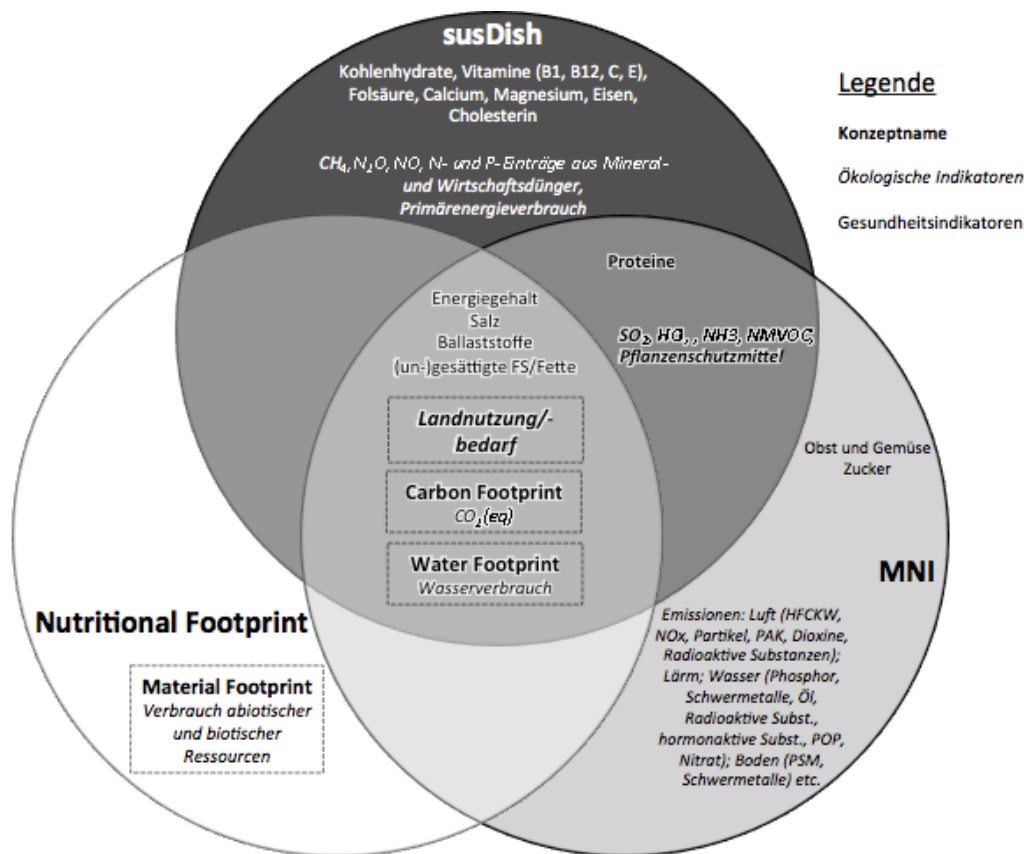 susDish
Kohlenhydrate, Vitamine (B1, B12, C, E),
Folsäure, Calcium, Magnesium, Eisen,
Cholesterin
CH₄, N₂O, NO, N- und P-Einträge aus Mineral-
und Wirtschaftsdünger,
Primärenergieverbrauch
Legende
Konzeptname
Ökologische Indikatoren
Gesundheitsindikatoren
Proteine
SO₂, HCl, , NH3, NMVOC,
Pflanzenschutzmittel
Energiegehalt
Salz
Ballaststoffe
(un-)gesättigte FS/Fette
Landnutzung/-
bedarf
Carbon Footprint
CO₂(eq)
Water Footprint
Wasserverbrauch
Obst und Gemüse
Zucker
MNI
Emissionen: Luft (HFCKW,
NOx, Partikel, PAK, Dioxine,
Radioaktive Substanzen);
Lärm; Wasser (Phosphor,
Schwermetalle, Öl,
Radioaktive Subst.,
hormonaktive Subst., POP,
Nitrat); Boden (PSM,
Schwermetalle) etc.
Nutritional Footprint
Material Footprint
Verbrauch abiotischer
und biotischer
Ressourcen